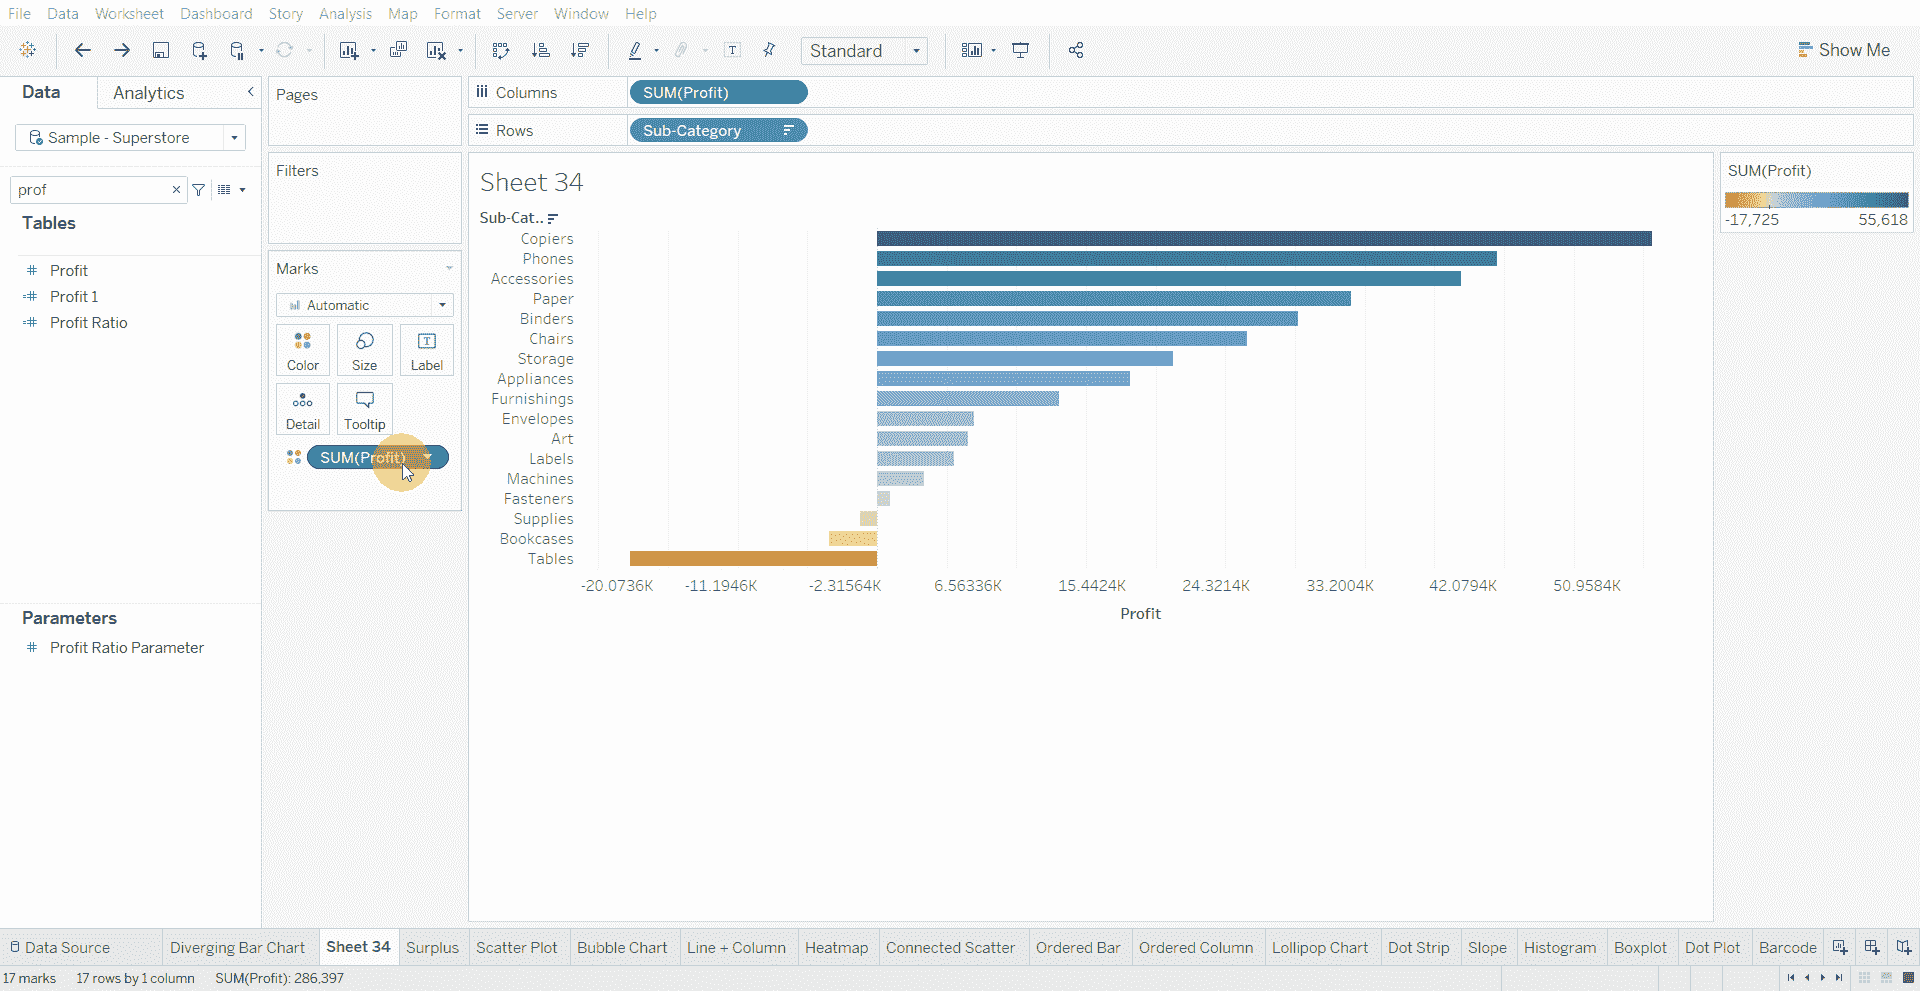 File Data Worksheet Dashboard Story Analysis Map Format Server Window Help
Standard
Show Me
Data
Analytics
Sample - Superstore
prof
Tables
Profit
Profit 1
Profit Ratio
Parameters
Profit Ratio Parameter
Pages
Filters
Marks
Automatic
Color
Size
Label
Detail
Tooltip
SUM(Profit)
Columns
SUM(Profit)
Rows
Sub-Category
Sheet 34
Sub-Cat..
Copiers
Phones
Accessories
Paper
Binders
Chairs
Storage
Appliances
Furnishings
Envelopes
Art
Labels
Machines
Fasteners
Supplies
Bookcases
Tables
-20.0736K -11.1946K -2.31564K 6.56336K 15.4424K 24.3214K 33.2004K 42.0794K 50.9584K
Profit
SUM(Profit)
-17,725 55,618
Data Source Diverging Bar Chart Sheet 34 Surplus Scatter Plot Bubble Chart Line + Column Heatmap Connected Scatter Ordered Bar Ordered Column Lollipop Chart Dot Strip Slope Histogram Boxplot Dot Plot Barcode
17 marks 17 rows by 1 column SUM(Profit): 286,397